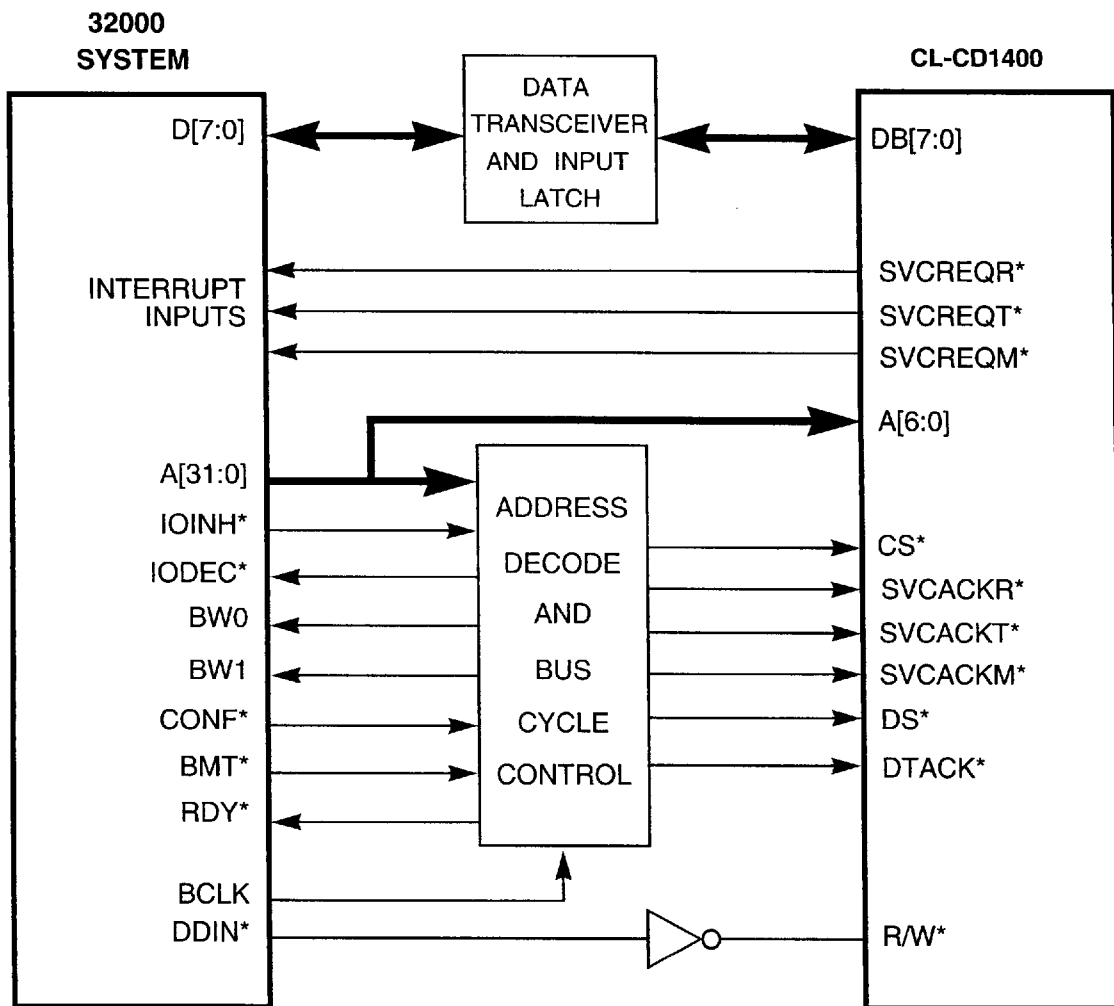 32000
SYSTEM
CL-CD1400
DATA
TRANSCEIVER
AND INPUT
LATCH
D[7:0]
DB[7:0]
INTERRUPT
INPUTS
SVCREQR*
SVCREQT*
SVCREQM*
A[6:0]
A[31:0]
IOINH*
IODEC*
BW0
BW1
CONF*
BMT*
RDY*
BCLK
DDIN*
ADDRESS
DECODE
AND
BUS
CYCLE
CONTROL
CS*
SVCACKR*
SVCACKT*
SVCACKM*
DS*
DTACK*
R/W*